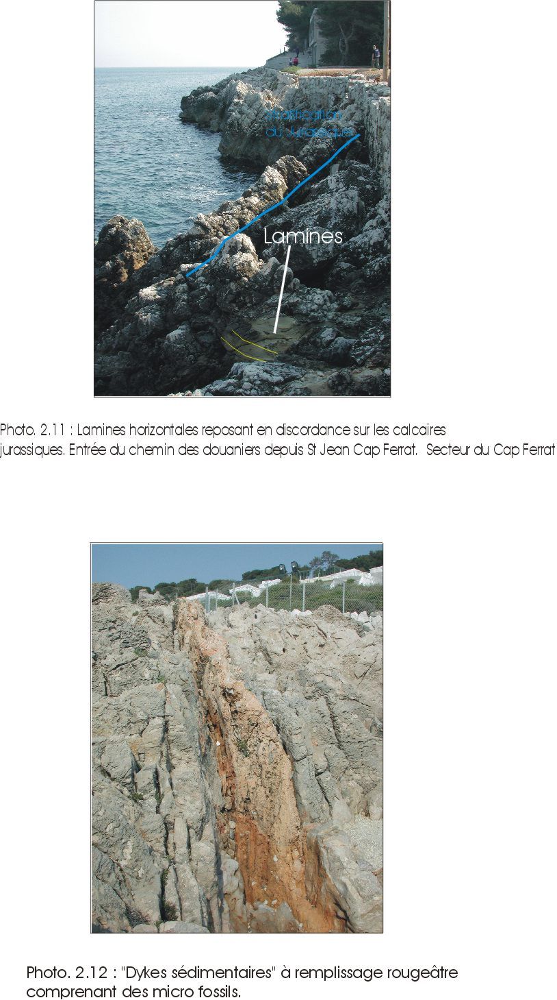 Stratification
du Jurassique
Lamines
Photo. 2.11 : Lamines horizontales reposant en discordance sur les calcaires
jurassiques. Entrée du chemin des douaniers depuis St Jean Cap Ferrat. Secteur du Cap Ferrat
Photo. 2.12 : "Dykes sédimentaires" à remplissage rougeâtre
comprenant des micro fossils.